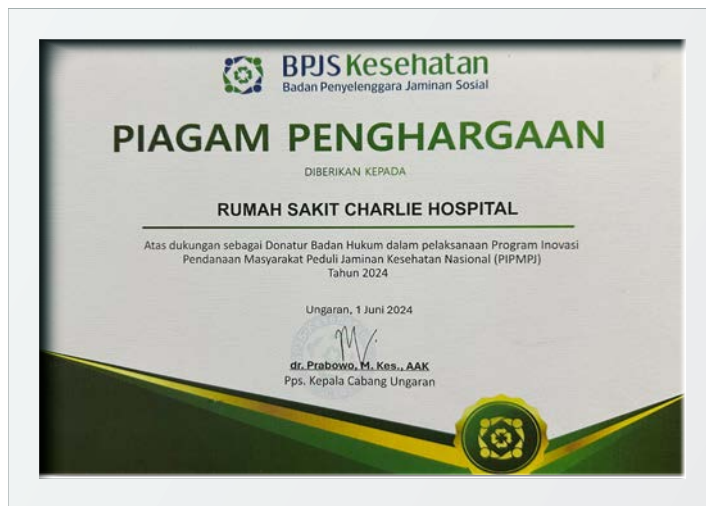 BPJS Kesehatan
Badan Penyelenggara Jaminan Sosial
PIAGAM PENGHARGAAN
DIBERIKAN KEPADA
RUMAH SAKIT CHARLIE HOSPITAL
Atas dukungan sebagai Donatur Badan Hukum dalam pelaksanaan Program Inovasi
Pendanaan Masyarakat Peduli Jaminan Kesehatan Nasional (PIPMPJ)
Tahun 2024
Ungaran, 1 Juni 2024
dr. Prabowo, M. Kes., AAK
Pps. Kepala Cabang Ungaran